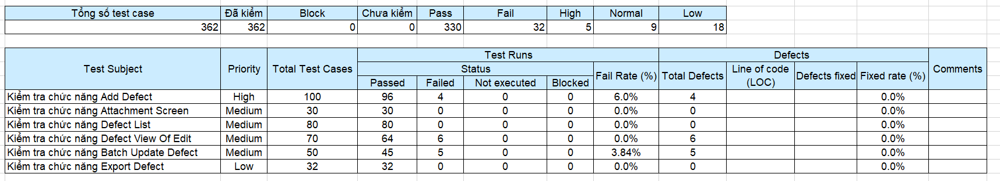 Tổng số test case Đã kiểm Block Chưa kiểm Pass Fail High Normal Low
362 362 0 0 330 32 5 9 18
Test Subject Priority Total Test Cases Test Runs Defects Comments
Status Fail Rate (%) Total Defects Line of code (LOC) Defects fixed Fixed rate (%)
Passed Failed Not executed Blocked
Kiểm tra chức năng Add Defect High 100 96 4 0 0 6.0% 4 0.0%
Kiểm tra chức năng Attachment Screen Medium 30 30 0 0 0 0.0% 0 0.0%
Kiểm tra chức năng Defect List Medium 80 80 0 0 0 0.0% 0 0.0%
Kiểm tra chức năng Defect View Of Edit Medium 70 64 6 0 0 0.0% 6 0.0%
Kiểm tra chức năng Batch Update Defect Medium 50 45 5 0 0 3.84% 5 0.0%
Kiểm tra chức năng Export Defect Low 32 32 0 0 0 0.0% 0 0.0%